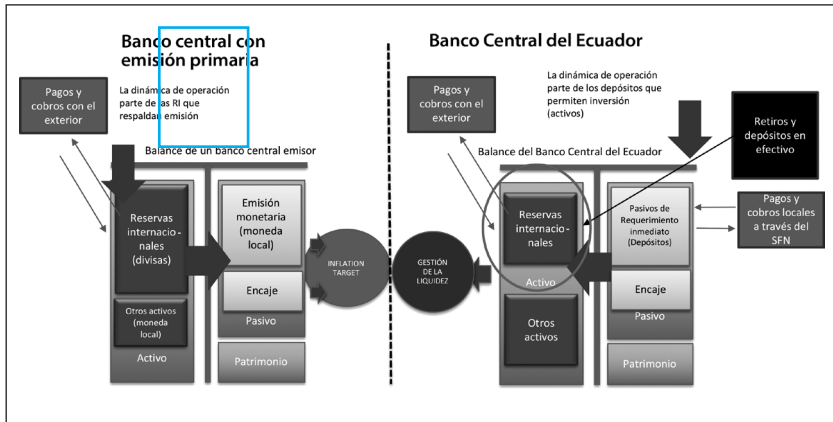 Banco central con
emisión primaria
Pagos y
cobros con el
exterior
La dinámica de operación
parte de las RI que
respaldan emisión
Balance de un banco central emisor
Reservas
internacio-
nales
(divisas)
Otros activos
(moneda
local)
Activo
Emisión
monetaria
(moneda
local)
Encaje
Pasivo
Patrimonio
INFLATION
TARGET
Banco Central del Ecuador
Pagos y
cobros con el
exterior
La dinámica de operación
parte de los depósitos que
permiten inversión
(activos)
Retiros y
depósitos en
efectivo
Balance del Banco Central del Ecuador
GESTIÓN
DE LA
LIQUIDEZ
Reservas
internacio-
nales
Activo
Otros
activos
Pasivos de
Requerimiento
inmediato
(Depósitos)
Encaje
Pasivo
Patrimonio
Pagos y
cobros locales
a través del
SFN